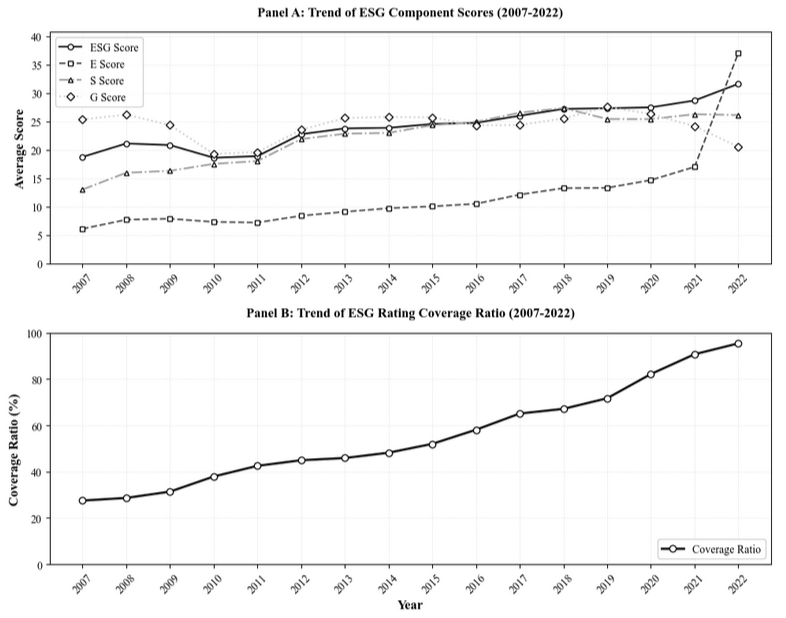 Panel A: Trend of ESG Component Scores (2007-2022)
40
35
30
25
20
15
10
5
0
Average Score
ESG Score
E Score
S Score
G Score
2007 2008 2009 2010 2011 2012 2013 2014 2015 2016 2017 2018 2019 2020 2021 2022
Panel B: Trend of ESG Rating Coverage Ratio (2007-2022)
100
80
60
40
20
0
Coverage Ratio (%)
Coverage Ratio
2007 2008 2009 2010 2011 2012 2013 2014 2015 2016 2017 2018 2019 2020 2021 2022
Year